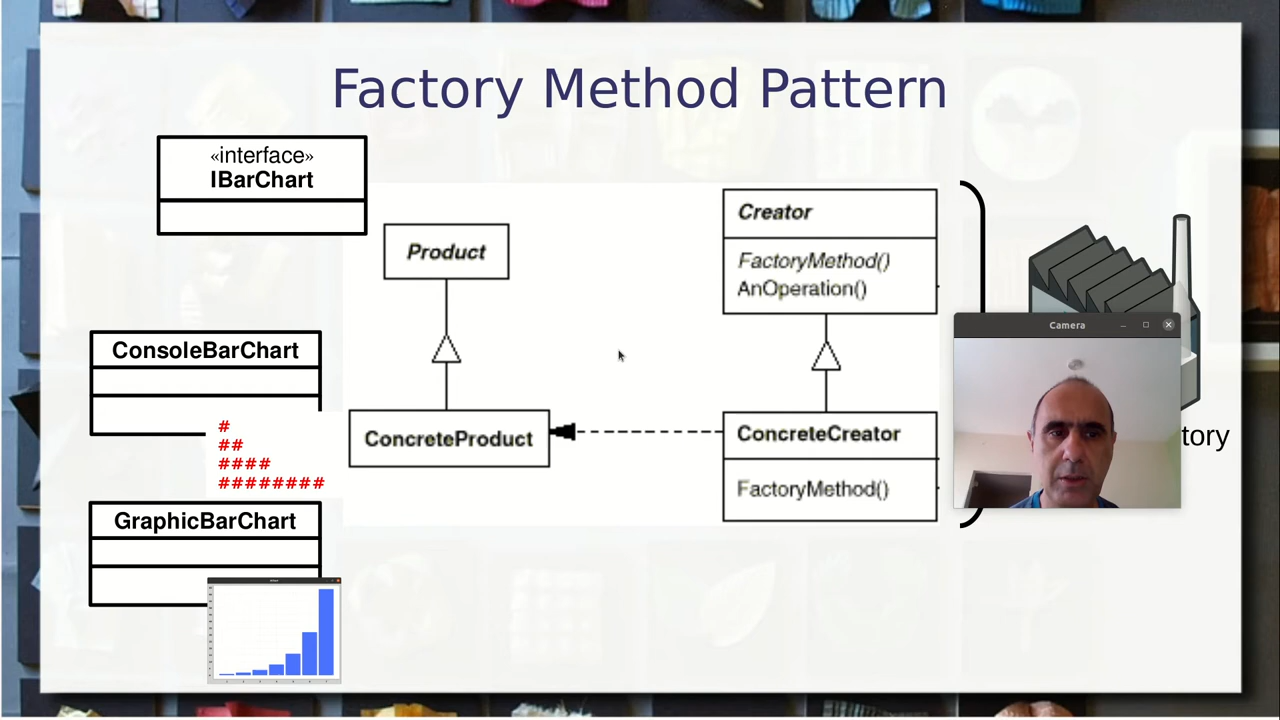 Factory Method Pattern
«interface»
IBarChart
Product
Creator
FactoryMethod()
AnOperation()
Camera
ConsoleBarChart
#
##
####
########
ConcreteProduct
ConcreteCreator
FactoryMethod()
tory
GraphicBarChart